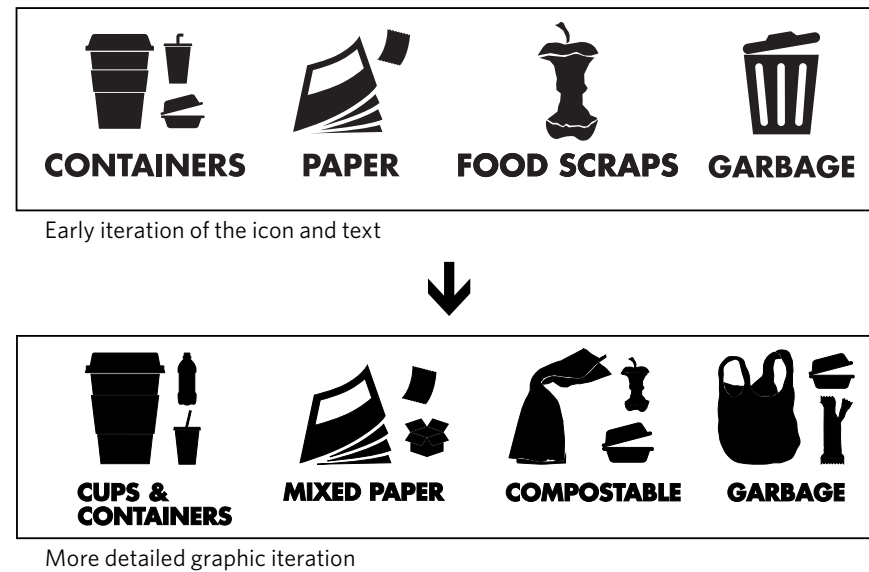 CONTAINERS
PAPER
FOOD SCRAPS
GARBAGE
Early iteration of the icon and text
CUPS &
CONTAINERS
MIXED PAPER
COMPOSTABLE
GARBAGE
More detailed graphic iteration